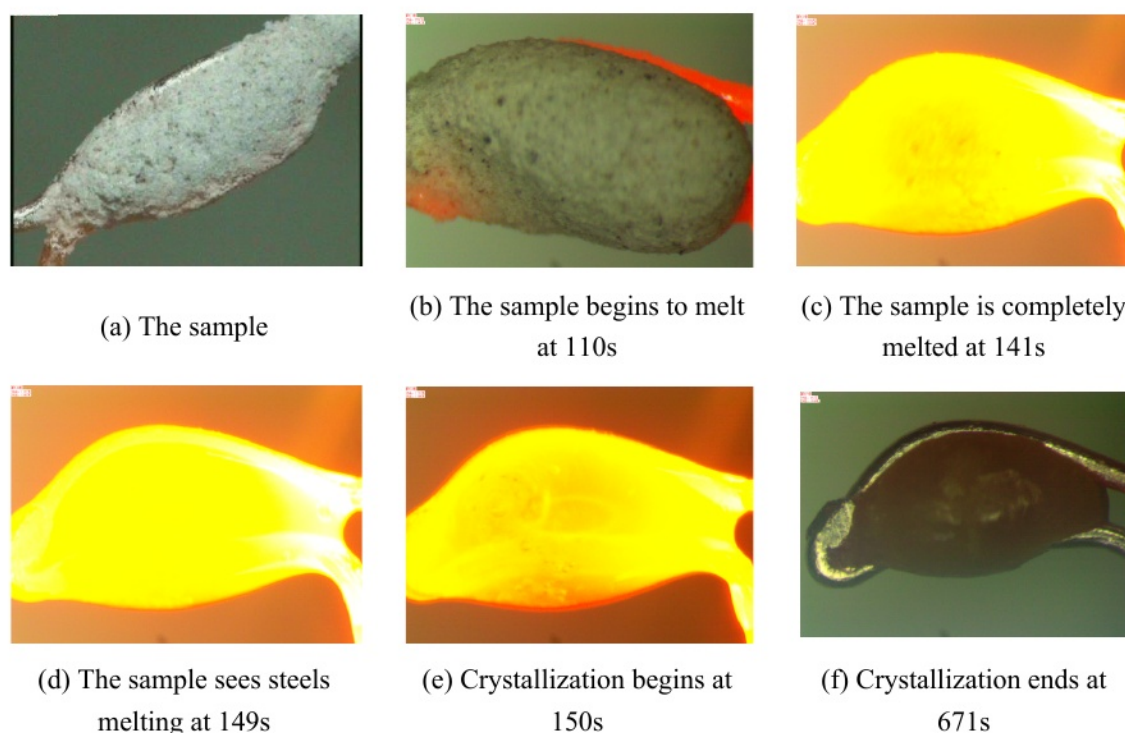 (a) The sample
(b) The sample begins to melt
at 110s
(c) The sample is completely
melted at 141s
(d) The sample sees steels
melting at 149s
(e) Crystallization begins at
150s
(f) Crystallization ends at
671s